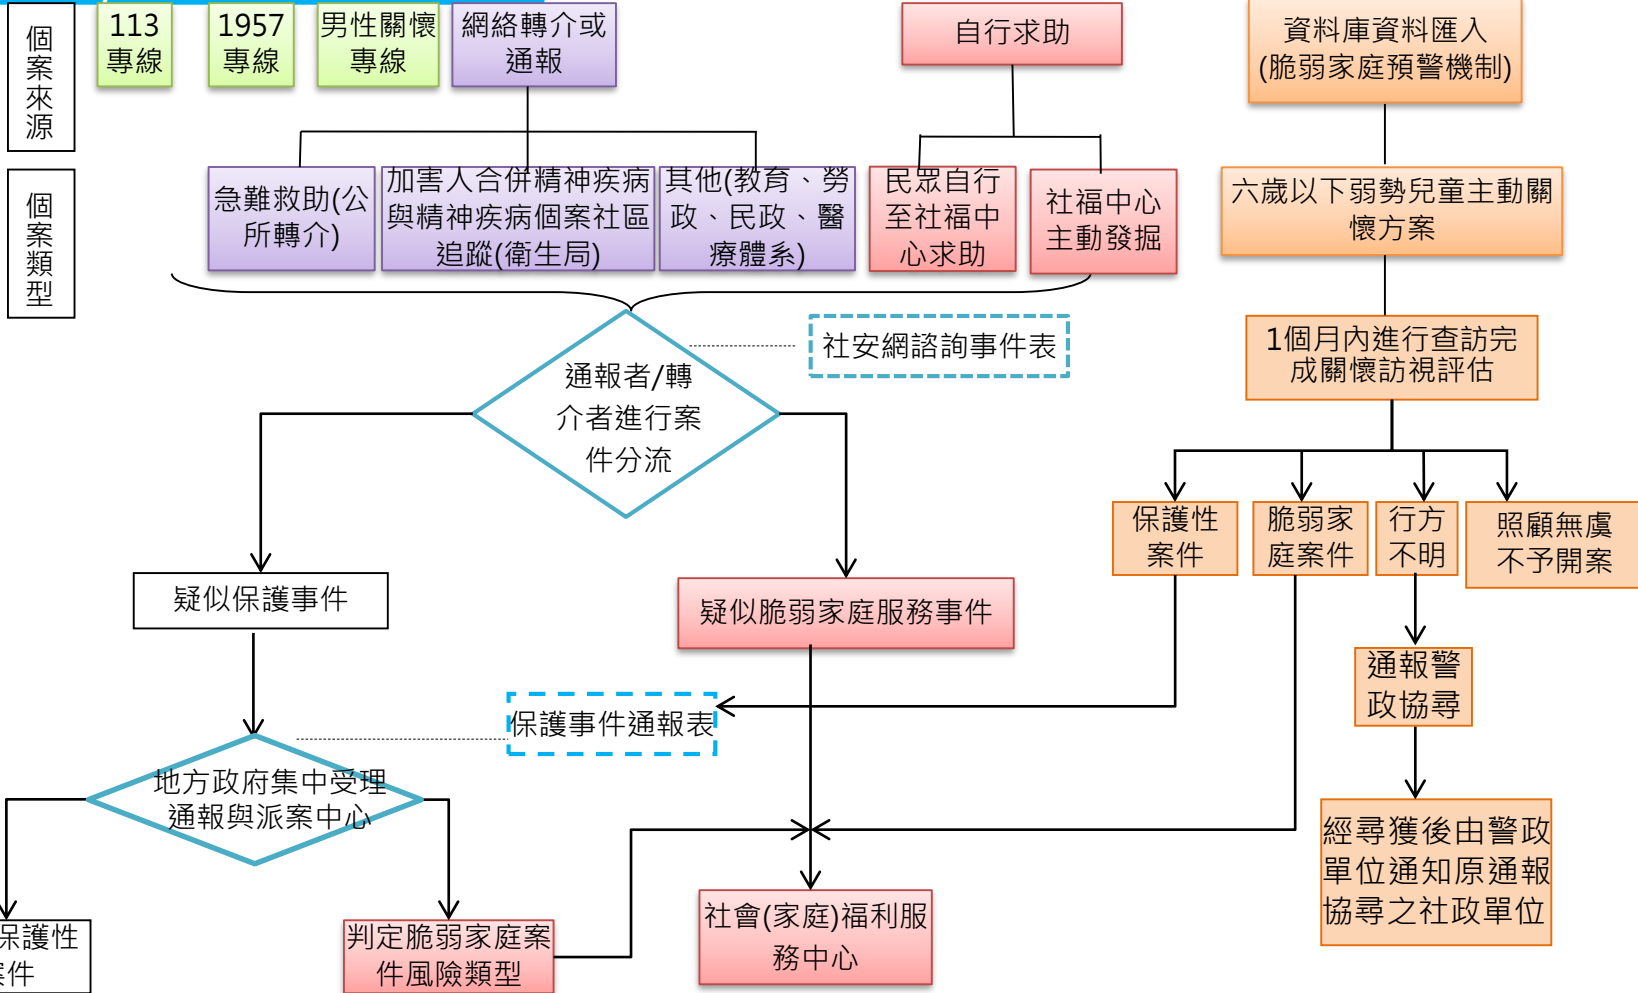 個
案
來
源
113
專線
1957
專線
男性關懷
專線
網絡轉介或
通報
自行求助
資料庫資料匯入
(脆弱家庭預警機制)
個
案
類
型
急難救助(公
所轉介)
加害人合併精神疾病
與精神疾病個案社區
追蹤(衛生局)
其他(教育、勞
政、民政、醫
療體系)
民眾自行
至社福中
心求助
社福中心
主動發掘
六歲以下弱勢兒童主動關
懷方案
通報者/轉
介者進行案
件分流
社安網諮詢事件表
1個月內進行查訪完
成關懷訪視評估
保護性
案件
脆弱家
庭案件
行方
不明
照顧無虞
不予開案
疑似保護事件
疑似脆弱家庭服務事件
通報警
政協尋
保護事件通報表
地方政府集中受理
通報與派案中心
經尋獲後由警政
單位通知原通報
協尋之社政單位
保護性
件
判定脆弱家庭案
件風險類型
社會(家庭)福利服
務中心